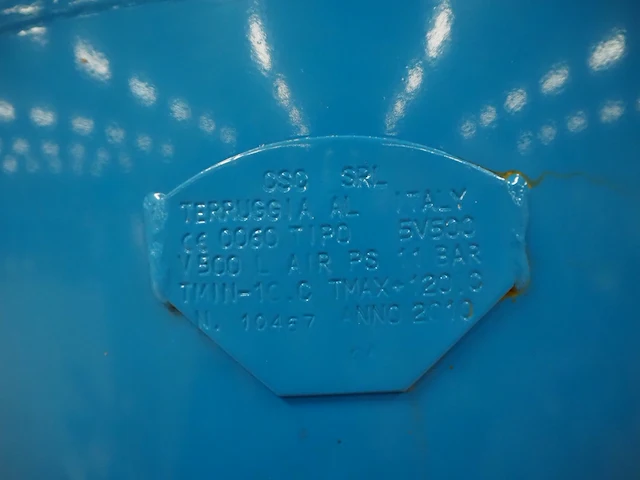 CSC SRL
TERRUGGIA AL ITALY
CE 0060 TIPO 5V500
V500 L AIR PS 11 BAR
TMIN-10°C TMAX+120°C
N. 10467 ANNO 2010